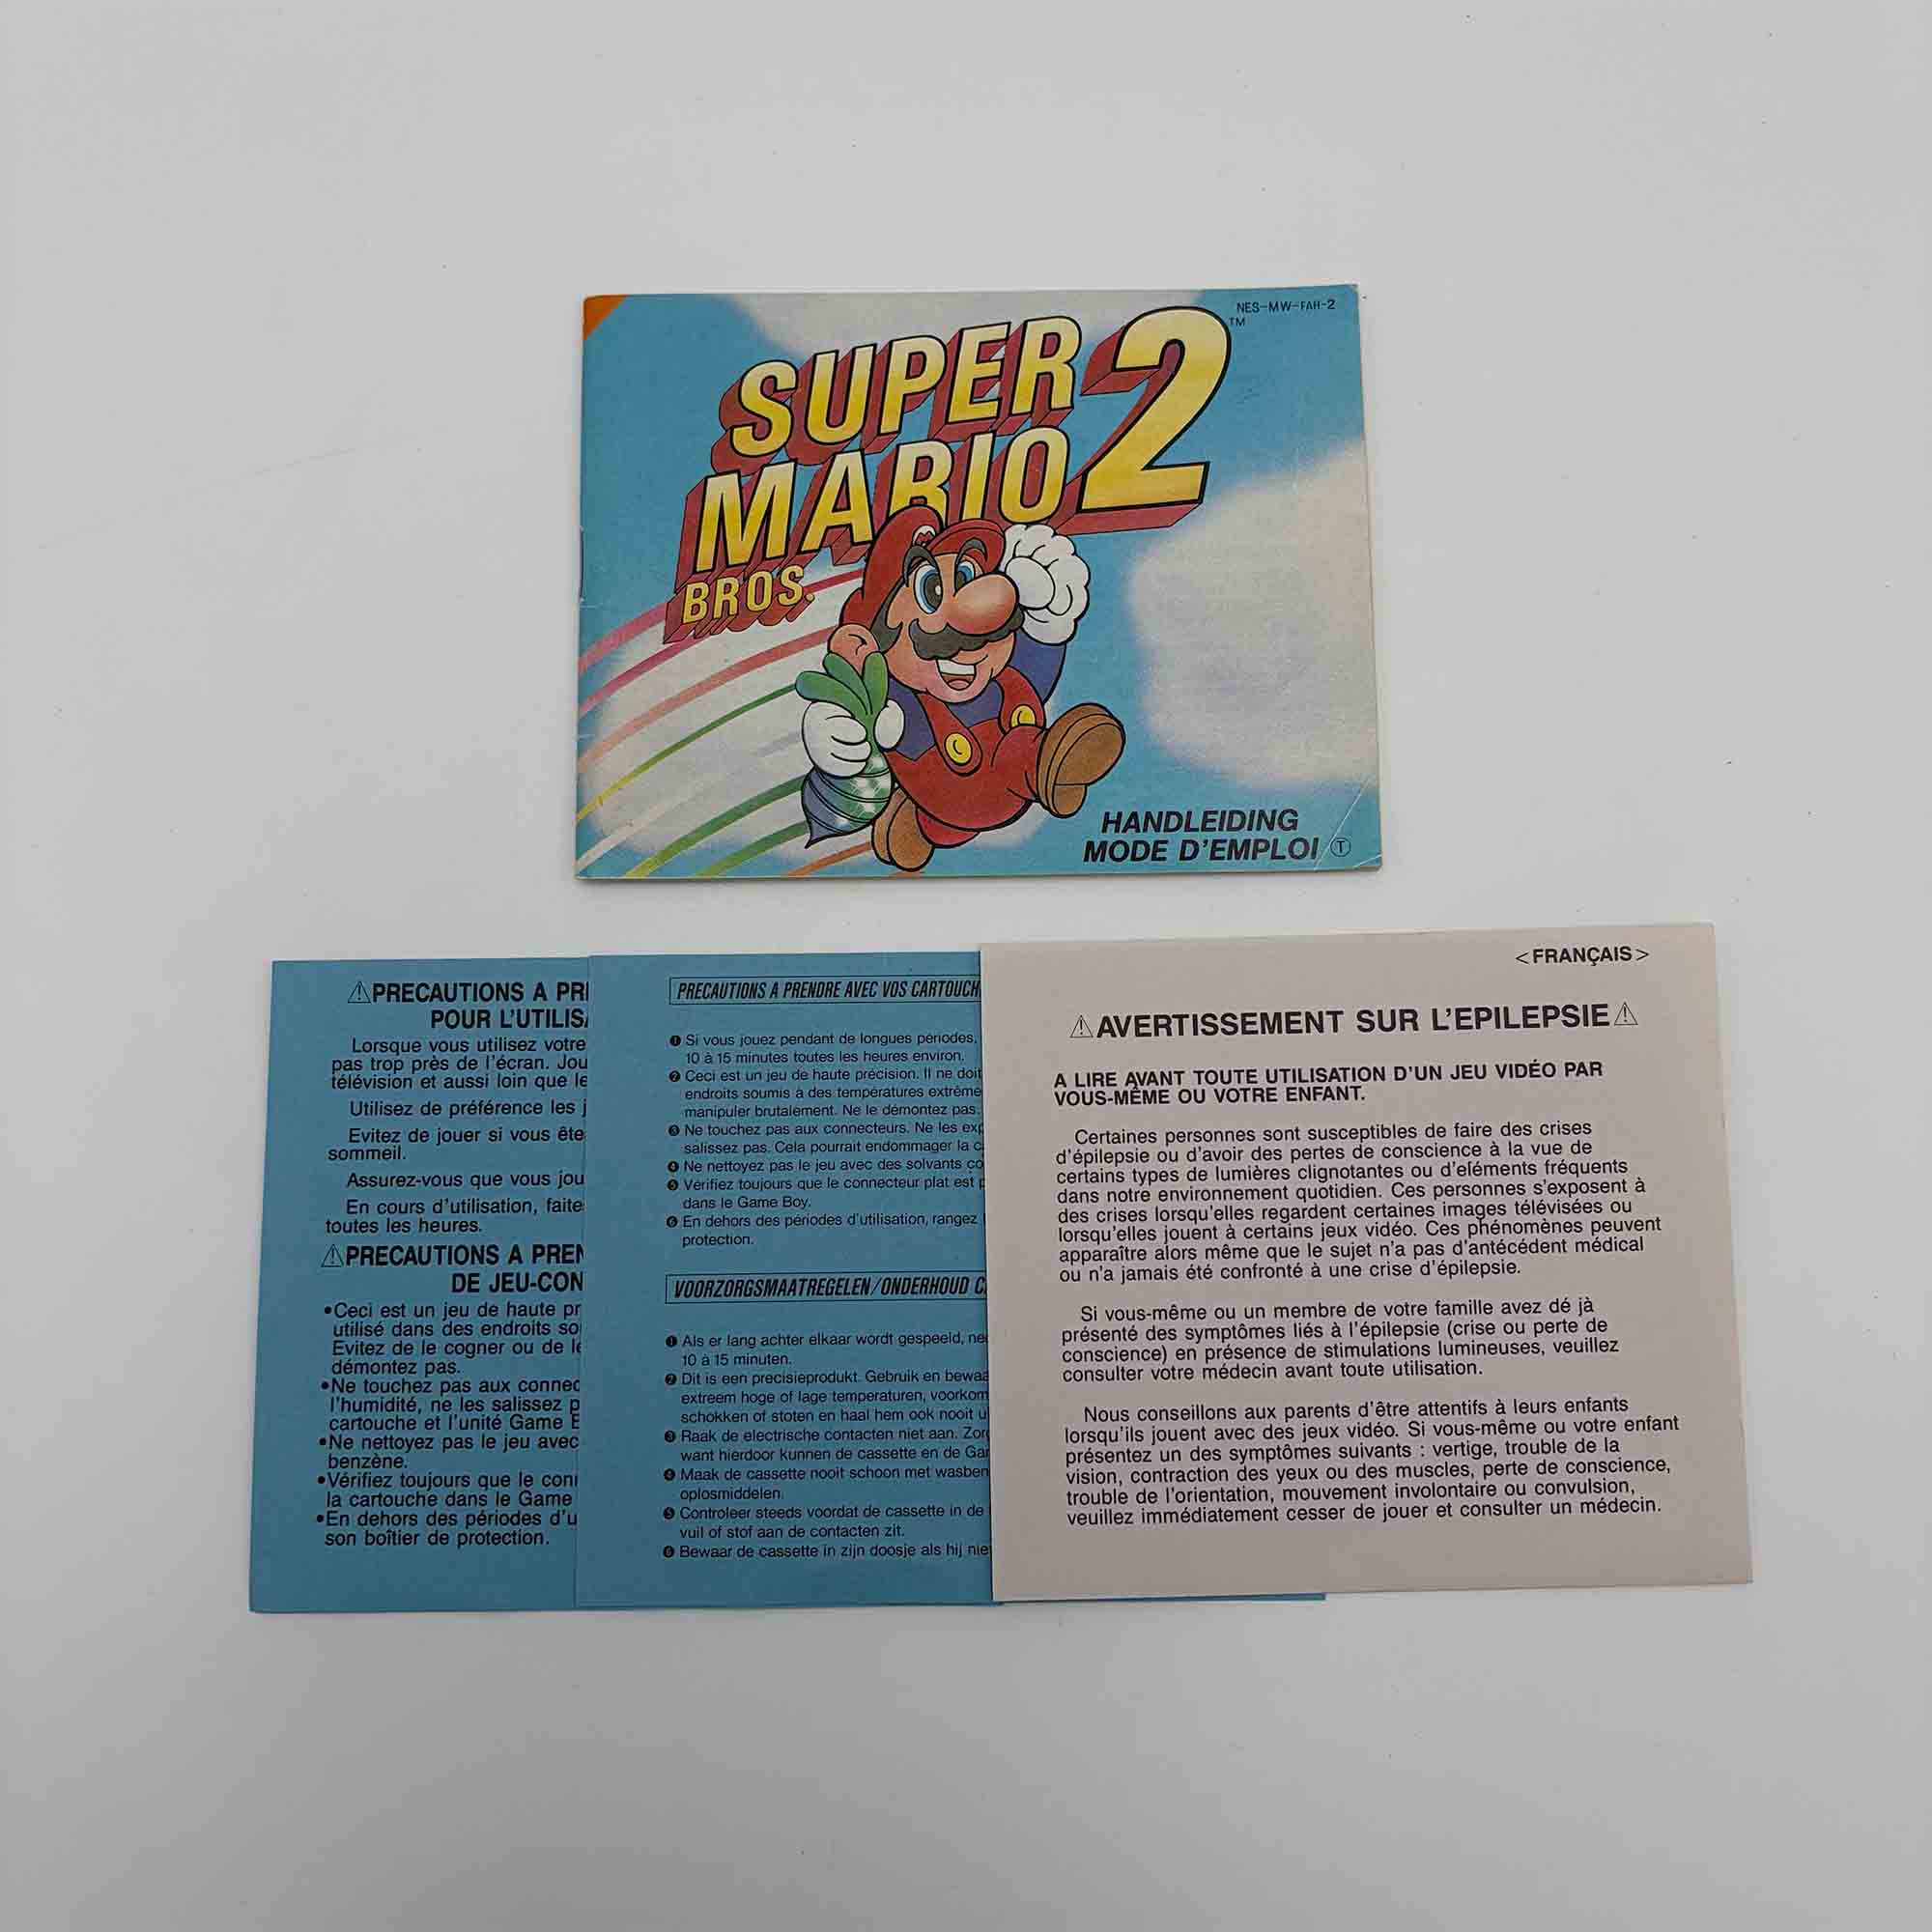 NES-MW-FAH-2
SUPER
MARIO 2 TM
BROS.
HANDLEIDING
MODE D'EMPLOI T
⚠PRECAUTIONS A PR
POUR L'UTILIS
Lorsque vous utilisez votre
pas trop près de l'écran. Jou
télévision et aussi loin que le
Utilisez de préférence les j
Evitez de jouer si vous ête
sommeil.
Assurez-vous que vous jou
En cours d'utilisation, faite
toutes les heures.
⚠PRECAUTIONS A PREN
DE JEU-CON
•Ceci est un jeu de haute pr
utilisé dans des endroits so
Evitez de le cogner ou de le
démontez pas.
•Ne touchez pas aux connec
l'humidité, ne les salissez p
cartouche et l'unité Game B
•Ne nettoyez pas le jeu avec
benzène.
•Vérifiez toujours que le con
la cartouche dans le Game
•En dehors des périodes d'u
son boîtier de protection.
PRECAUTIONS A PRENDRE AVEC VOS CARTOUCH
❶ Si vous jouez pendant de longues périodes,
10 à 15 minutes toutes les heures environ.
❷ Ceci est un jeu de haute précision. Il ne doit
endroits soumis à des températures extrême
manipuler brutalement. Ne le démontez pas.
❸ Ne touchez pas aux connecteurs. Ne les exp
salissez pas. Cela pourrait endommager la c
❹ Ne nettoyez pas le jeu avec des solvants co
❺ Vérifiez toujours que le connecteur plat est p
dans le Game Boy.
❻ En dehors des périodes d'utilisation, rangez l
protection.
VOORZORGSMAATREGELEN/ONDERHOUD C
❶ Als er lang achter elkaar wordt gespeeld, ne
10 à 15 minuten.
❷ Dit is een precisieprodukt. Gebruik en bewaa
extreem hoge of lage temperaturen, voorkom
schokken of stoten en haal hem ook nooit u
❸ Raak de electrische contacten niet aan. Zor
want hierdoor kunnen de cassette en de Gam
❹ Maak de cassette nooit schoon met wasben
oplosmiddelen.
❺ Controleer steeds voordat de cassette in de
vuil of stof aan de contacten zit.
❻ Bewaar de cassette in zijn doosje als hij nie
<FRANÇAIS>
⚠AVERTISSEMENT SUR L'EPILEPSIE⚠
A LIRE AVANT TOUTE UTILISATION D'UN JEU VIDÉO PAR
VOUS-MÊME OU VOTRE ENFANT.
Certaines personnes sont susceptibles de faire des crises
d'épilepsie ou d'avoir des pertes de conscience à la vue de
certains types de lumières clignotantes ou d'eléments fréquents
dans notre environnement quotidien. Ces personnes s'exposent à
des crises lorsqu'elles regardent certaines images télévisées ou
lorsqu'elles jouent à certains jeux vidéo. Ces phénomènes peuvent
apparaître alors même que le sujet n'a pas d'antécédent médical
ou n'a jamais été confronté à une crise d'épilepsie.
Si vous-même ou un membre de votre famille avez dé jà
présenté des symptômes liés à l'épilepsie (crise ou perte de
conscience) en présence de stimulations lumineuses, veuillez
consulter votre médecin avant toute utilisation.
Nous conseillons aux parents d'être attentifs à leurs enfants
lorsqu'ils jouent avec des jeux vidéo. Si vous-même ou votre enfant
présentez un des symptômes suivants : vertige, trouble de la
vision, contraction des yeux ou des muscles, perte de conscience,
trouble de l'orientation, mouvement involontaire ou convulsion,
veuillez immédiatement cesser de jouer et consulter un médecin.